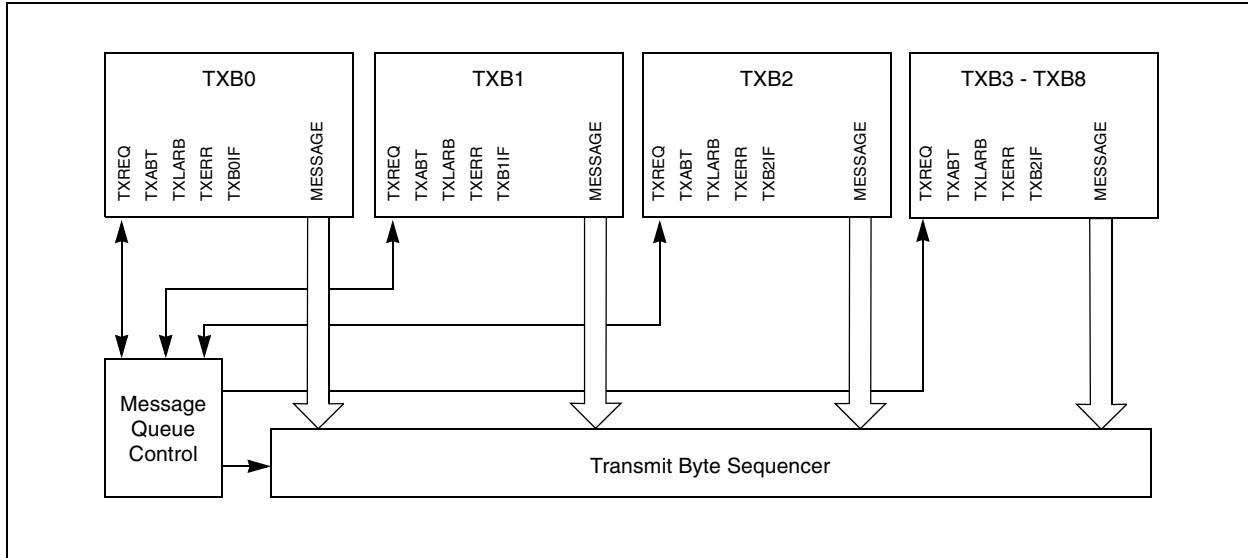 TXB0
TXREQ
TXABT
TXLARB
TXERR
TXB0IF
MESSAGE
TXB1
TXREQ
TXABT
TXLARB
TXERR
TXB1IF
MESSAGE
TXB2
TXREQ
TXABT
TXLARB
TXERR
TXB2IF
MESSAGE
TXB3 - TXB8
TXREQ
TXABT
TXLARB
TXERR
TXB2IF
MESSAGE
Message
Queue
Control
Transmit Byte Sequencer